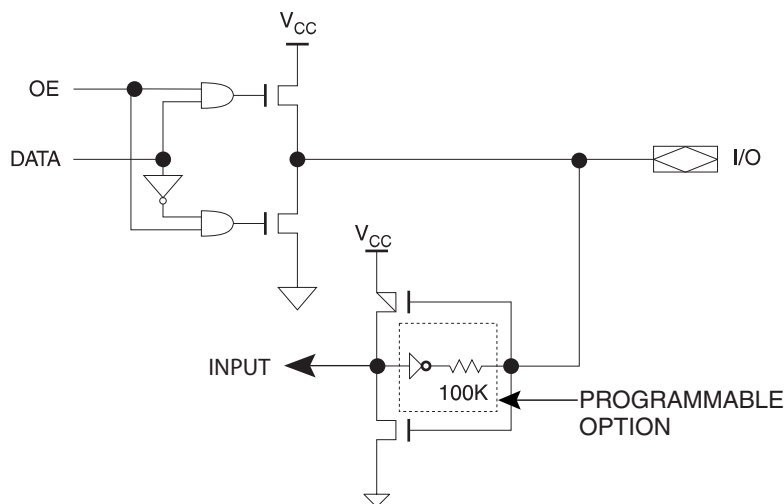 V_CC
OE
DATA
I/O
V_CC
INPUT
100K
PROGRAMMABLE
OPTION